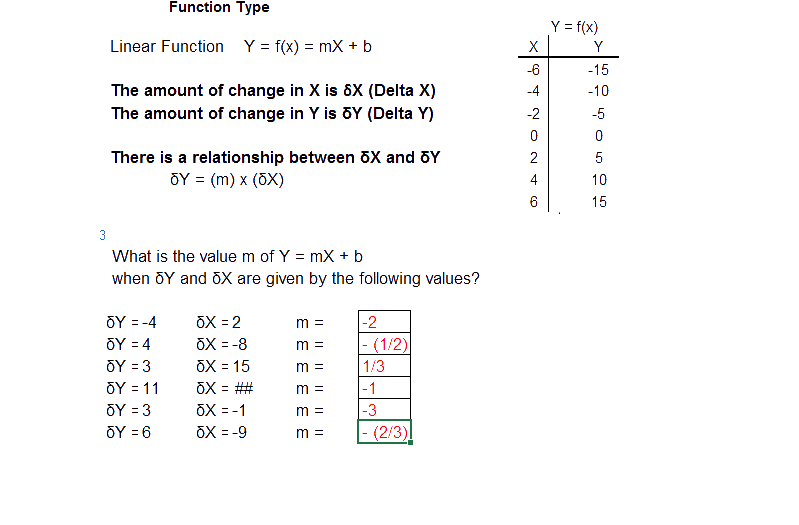 Function Type
Y = f(x)
Linear Function Y = f(x) = mX + b
X Y
-6 -15
The amount of change in X is δX (Delta X)
-4 -10
The amount of change in Y is δY (Delta Y)
-2 -5
0 0
There is a relationship between δX and δY
2 5
δY = (m) x (δX)
4 10
6 15
3
What is the value m of Y = mX + b
when δY and δX are given by the following values?
δY = -4 δX = 2 m = -2
δY = 4 δX = -8 m = - (1/2)
δY = 3 δX = 15 m = 1/3
δY = 11 δX = ## m = -1
δY = 3 δX = -1 m = -3
δY = 6 δX = -9 m = - (2/3)